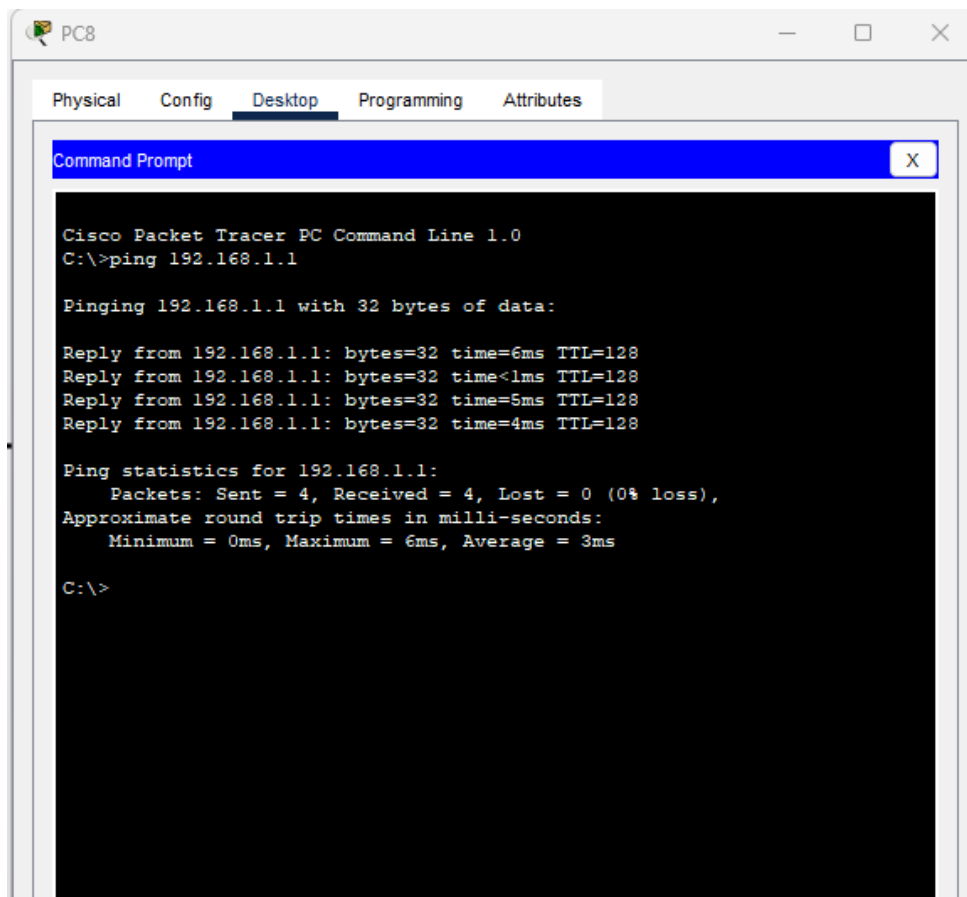 PC8
Physical Config Desktop Programming Attributes
Command Prompt X
Cisco Packet Tracer PC Command Line 1.0
C:\>ping 192.168.1.1
Pinging 192.168.1.1 with 32 bytes of data:
Reply from 192.168.1.1: bytes=32 time=6ms TTL=128
Reply from 192.168.1.1: bytes=32 time<1ms TTL=128
Reply from 192.168.1.1: bytes=32 time=5ms TTL=128
Reply from 192.168.1.1: bytes=32 time=4ms TTL=128
Ping statistics for 192.168.1.1:
Packets: Sent = 4, Received = 4, Lost = 0 (0% loss),
Approximate round trip times in milli-seconds:
Minimum = 0ms, Maximum = 6ms, Average = 3ms
C:\>